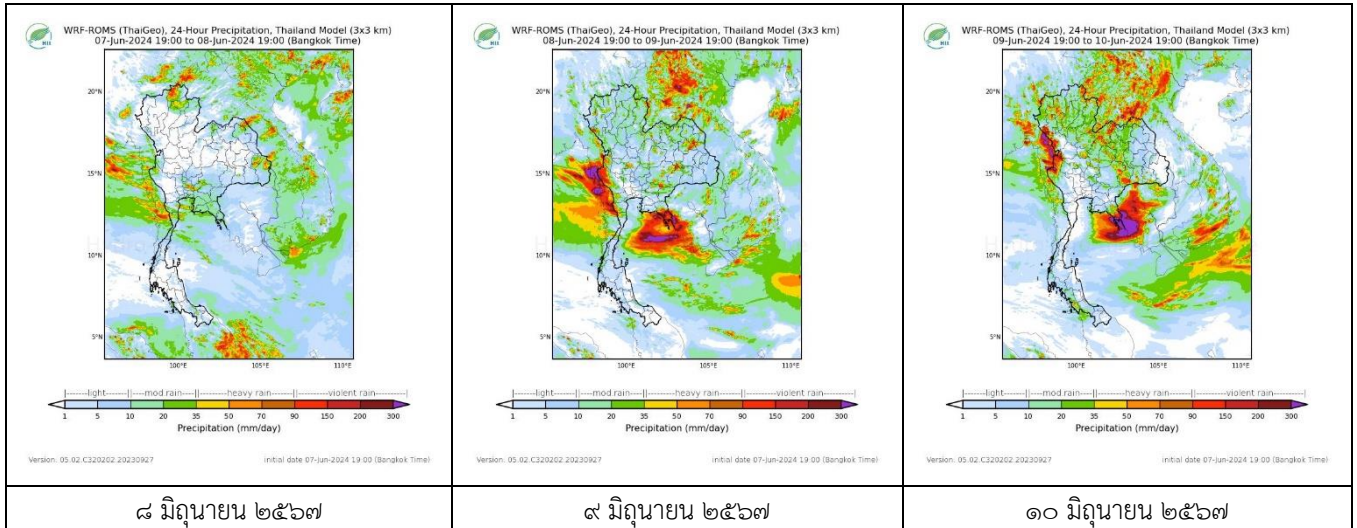 WRF-ROMS (ThaiGeo), 24-Hour Precipitation, Thailand Model (3x3 km)
07-Jun-2024 19:00 to 08-Jun-2024 19:00 (Bangkok Time)
20°N
15°N
10°N
5°N
100°E 105°E 110°E
light mod rain heavy rain violent rain
1 5 10 20 35 50 70 90 150 200 300
Precipitation (mm/day)
Version: 05.02.C320202.20230927 initial date 07-Jun-2024 19:00 (Bangkok Time)
๘ มิถุนายน ๒๕๖๗
WRF-ROMS (ThaiGeo), 24-Hour Precipitation, Thailand Model (3x3 km)
08-Jun-2024 19:00 to 09-Jun-2024 19:00 (Bangkok Time)
20°N
15°N
10°N
5°N
100°E 105°E 110°E
light mod rain heavy rain violent rain
1 5 10 20 35 50 70 90 150 200 300
Precipitation (mm/day)
Version: 05.02.C320202.20230927 initial date 07-Jun-2024 19:00 (Bangkok Time)
๙ มิถุนายน ๒๕๖๗
WRF-ROMS (ThaiGeo), 24-Hour Precipitation, Thailand Model (3x3 km)
09-Jun-2024 19:00 to 10-Jun-2024 19:00 (Bangkok Time)
20°N
15°N
10°N
5°N
100°E 105°E 110°E
light mod rain heavy rain violent rain
1 5 10 20 35 50 70 90 150 200 300
Precipitation (mm/day)
Version: 05.02.C320202.20230927 initial date 07-Jun-2024 19:00 (Bangkok Time)
๑๐ มิถุนายน ๒๕๖๗